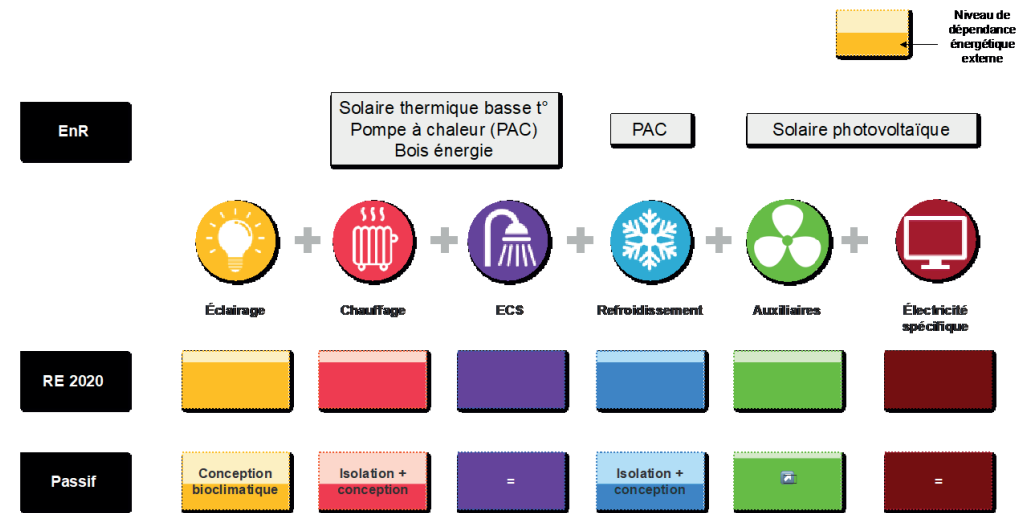 Niveau de
dépendance
énergétique
externe
EnR
Solaire thermique basse t°
Pompe à chaleur (PAC)
Bois énergie
PAC
Solaire photovoltaïque
Éclairage
Chauffage
ECS
Refroidissement
Auxiliaires
Électricité
spécifique
RE 2020
Passif
Conception
bioclimatique
Isolation +
conception
=
Isolation +
conception
=